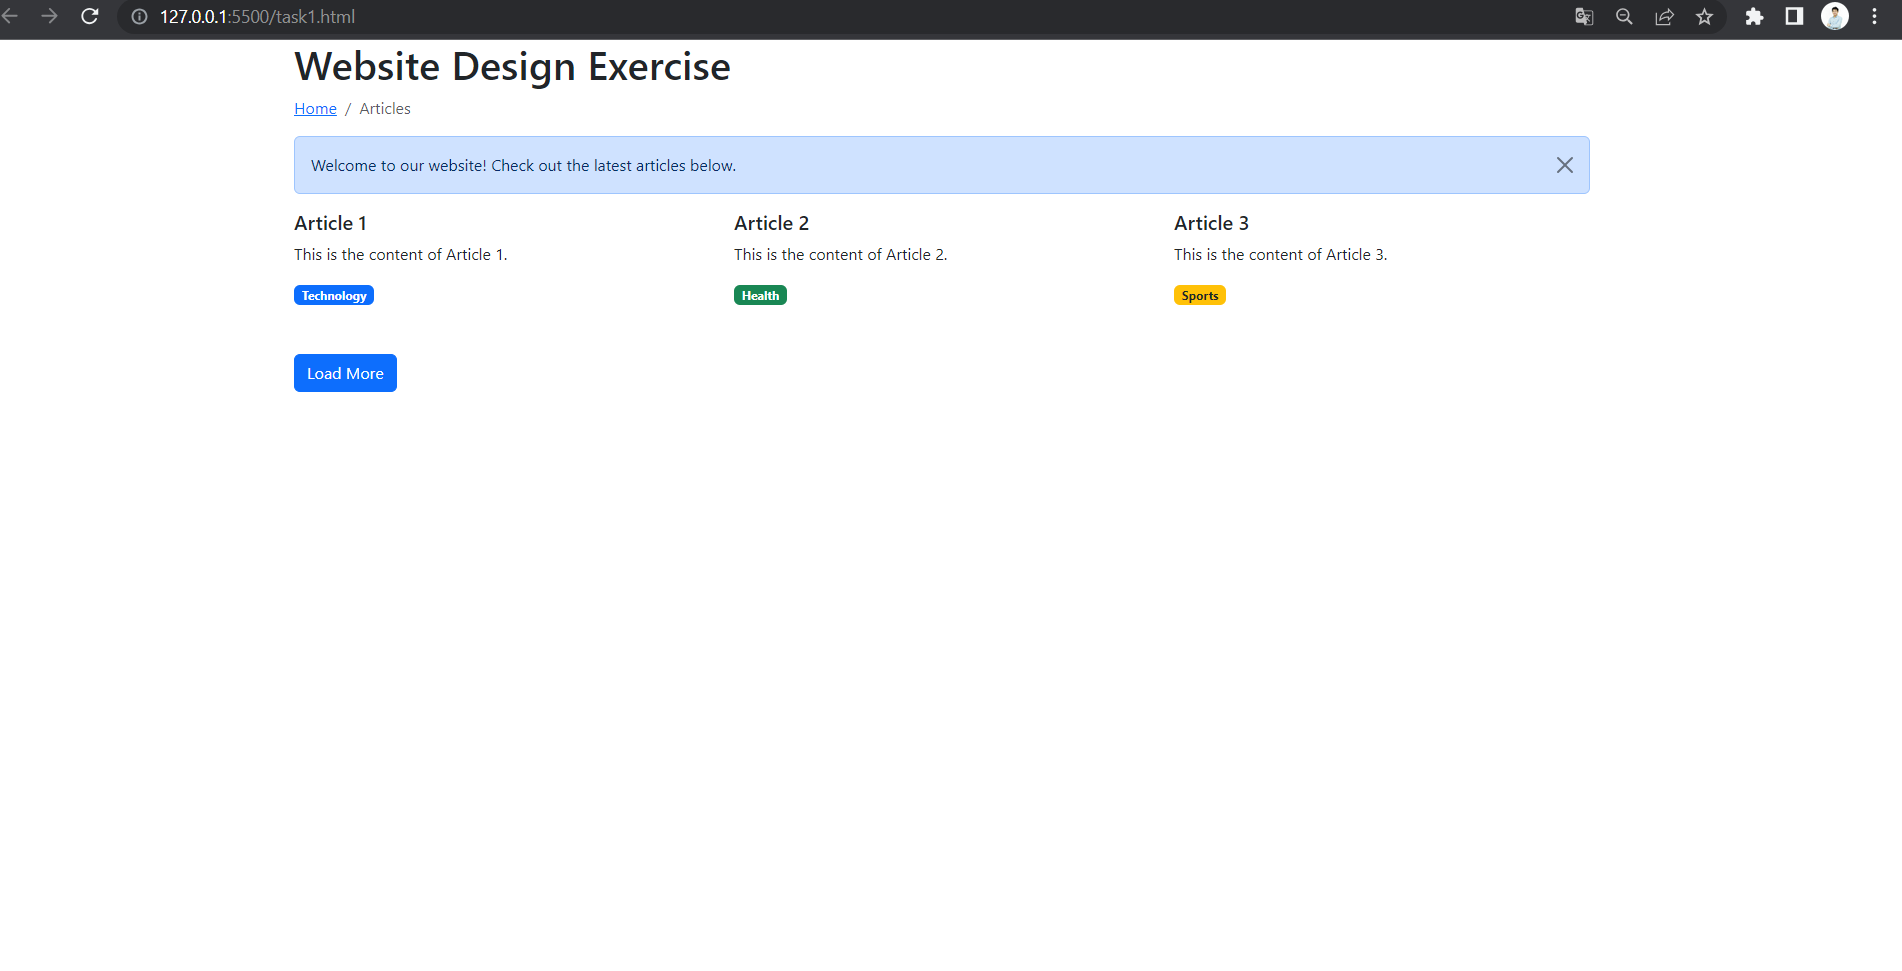 127.0.0.1:5500/task1.html
Website Design Exercise
Home / Articles
Welcome to our website! Check out the latest articles below.
Article 1
This is the content of Article 1.
Technology
Article 2
This is the content of Article 2.
Health
Article 3
This is the content of Article 3.
Sports
Load More